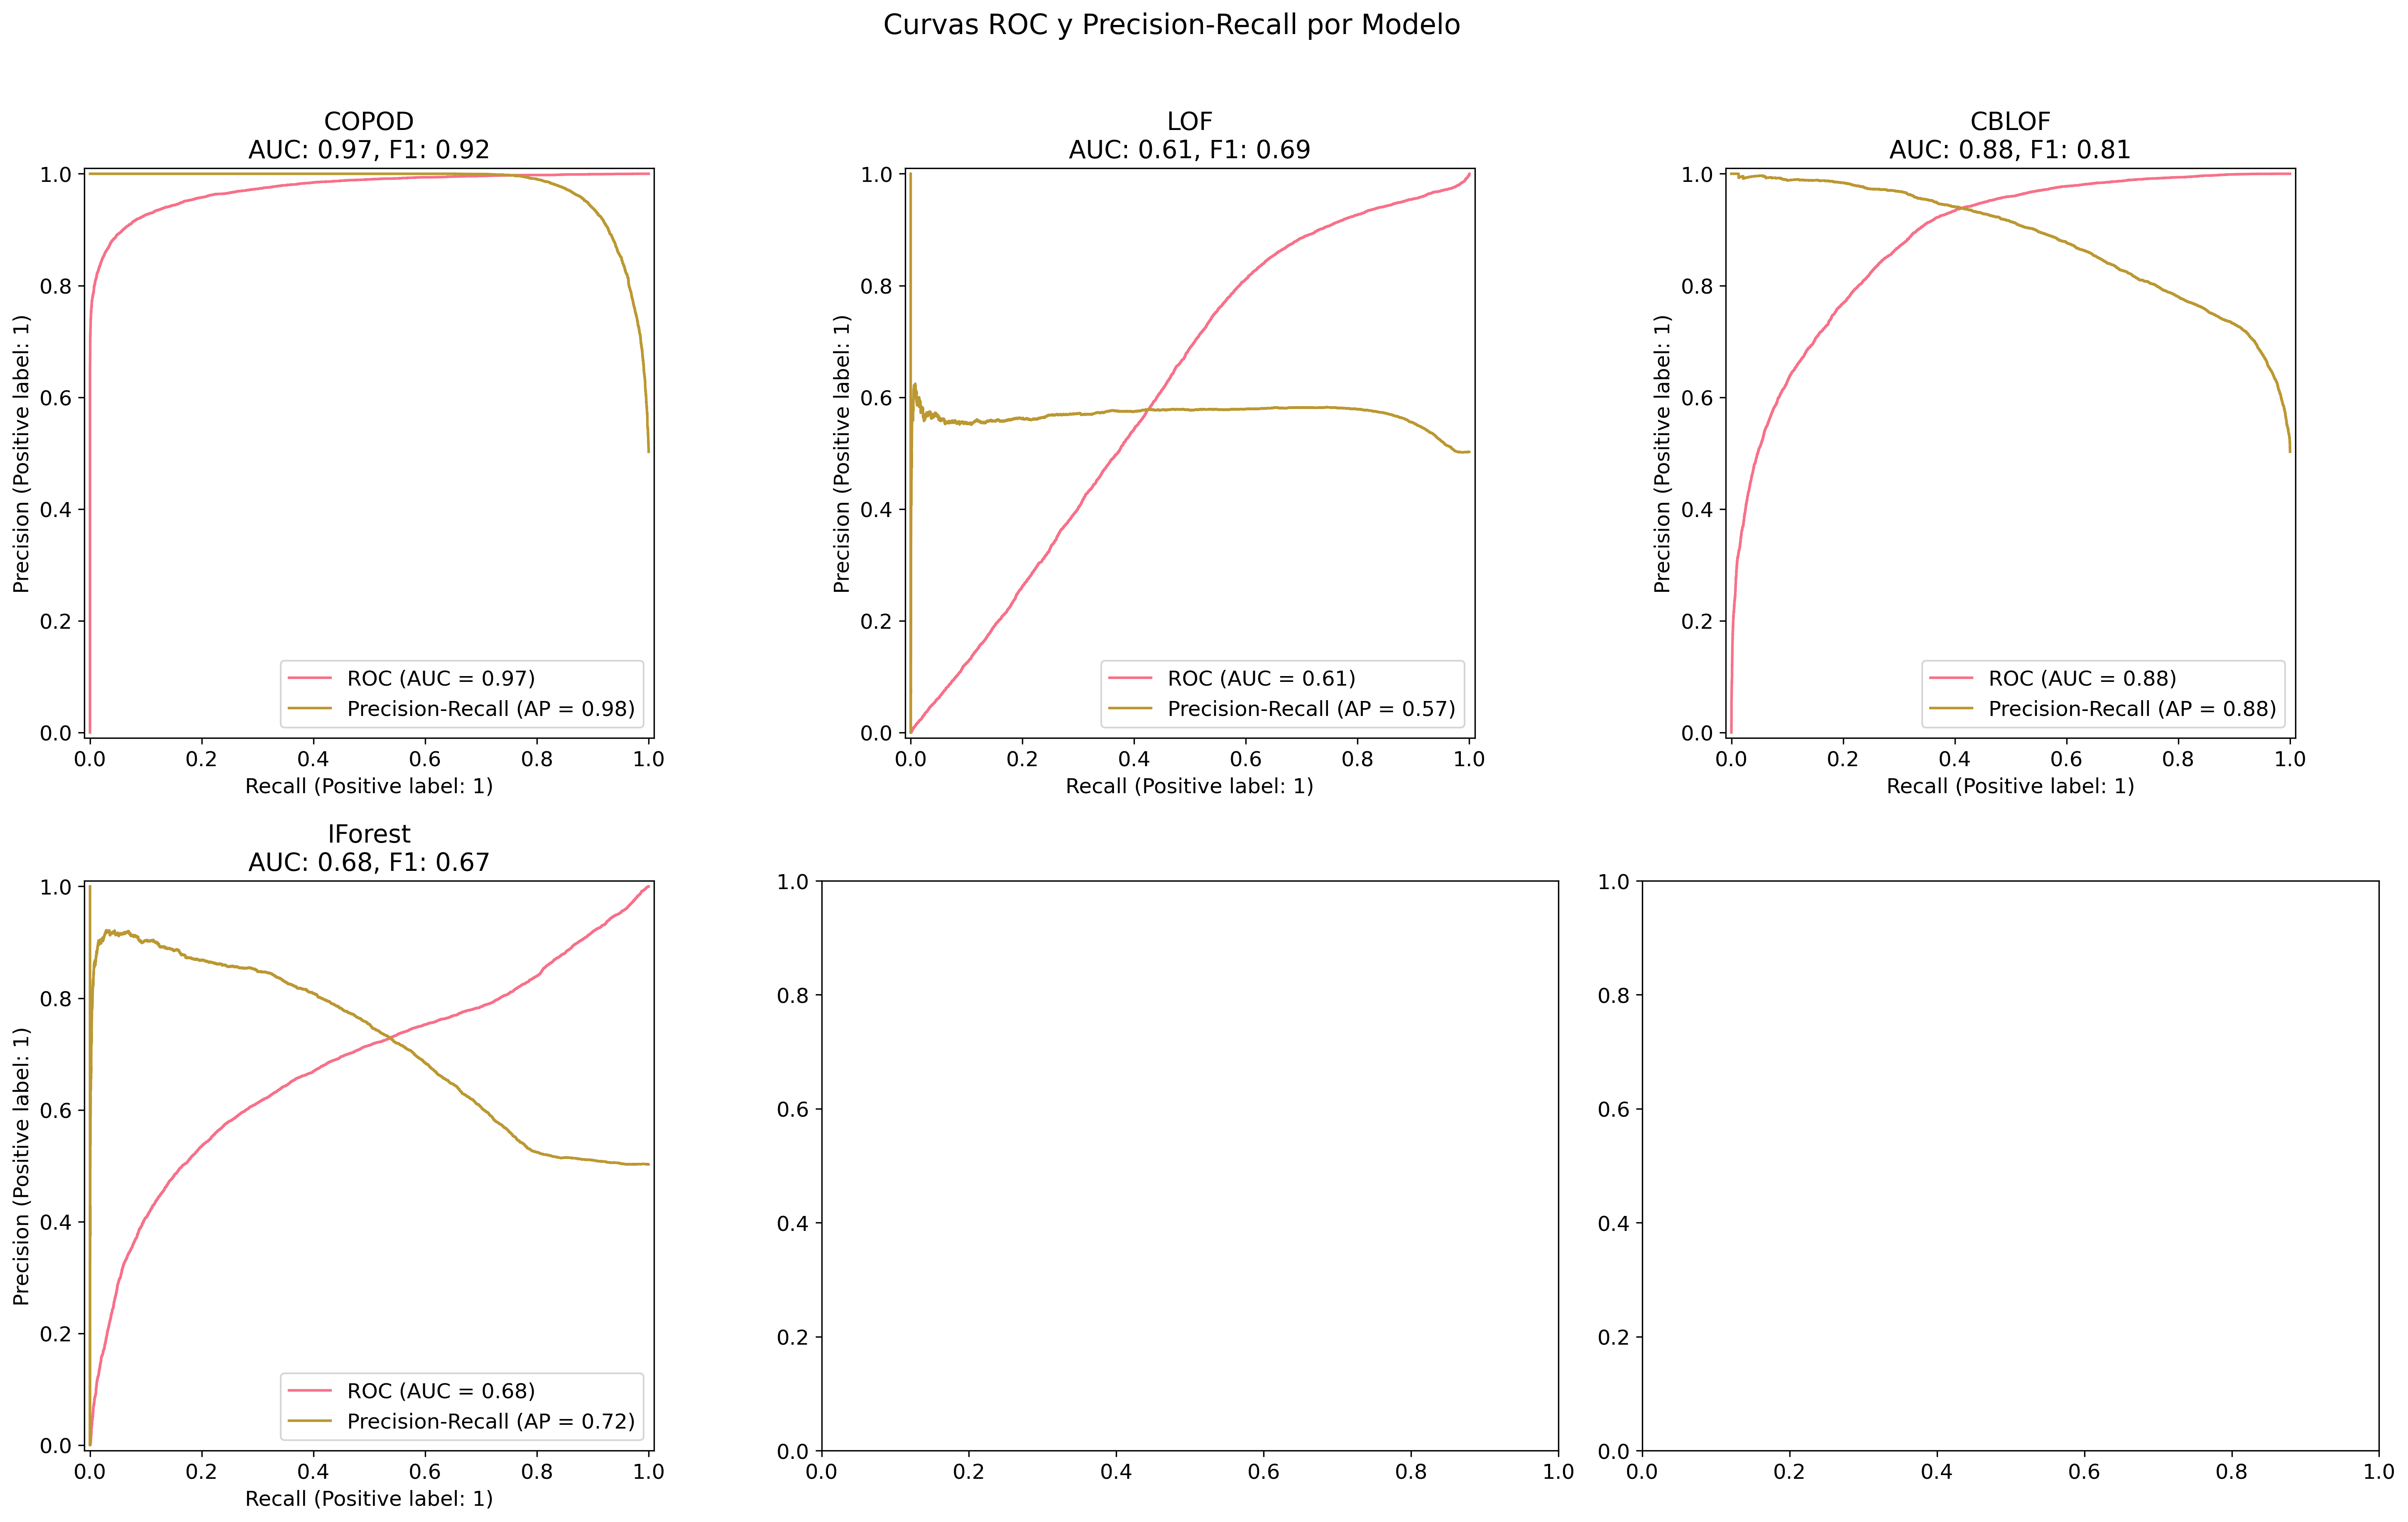 Curvas ROC y Precision-Recall por Modelo
COPOD
AUC: 0.97, F1: 0.92
1.0
0.8
0.6
0.4
0.2
0.0
Precision (Positive label: 1)
ROC (AUC = 0.97)
Precision-Recall (AP = 0.98)
0.0 0.2 0.4 0.6 0.8 1.0
Recall (Positive label: 1)
LOF
AUC: 0.61, F1: 0.69
1.0
0.8
0.6
0.4
0.2
0.0
Precision (Positive label: 1)
ROC (AUC = 0.61)
Precision-Recall (AP = 0.57)
0.0 0.2 0.4 0.6 0.8 1.0
Recall (Positive label: 1)
CBLOF
AUC: 0.88, F1: 0.81
1.0
0.8
0.6
0.4
0.2
0.0
Precision (Positive label: 1)
ROC (AUC = 0.88)
Precision-Recall (AP = 0.88)
0.0 0.2 0.4 0.6 0.8 1.0
Recall (Positive label: 1)
IForest
AUC: 0.68, F1: 0.67
1.0
0.8
0.6
0.4
0.2
0.0
Precision (Positive label: 1)
ROC (AUC = 0.68)
Precision-Recall (AP = 0.72)
0.0 0.2 0.4 0.6 0.8 1.0
Recall (Positive label: 1)
1.0
0.8
0.6
0.4
0.2
0.0
0.0 0.2 0.4 0.6 0.8 1.0
1.0
0.8
0.6
0.4
0.2
0.0
0.0 0.2 0.4 0.6 0.8 1.0